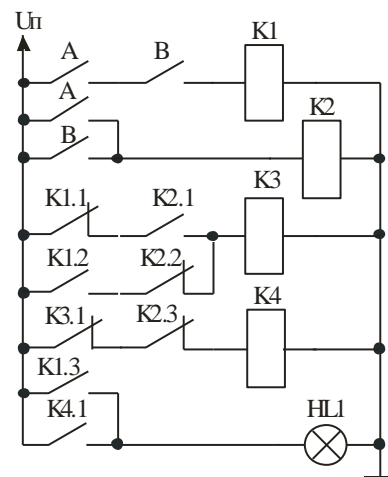 Uп
A B K1
A K2
B
K1.1 K2.1 K3
K1.2 K2.2
K3.1 K2.3 K4
K1.3
K4.1 HL1